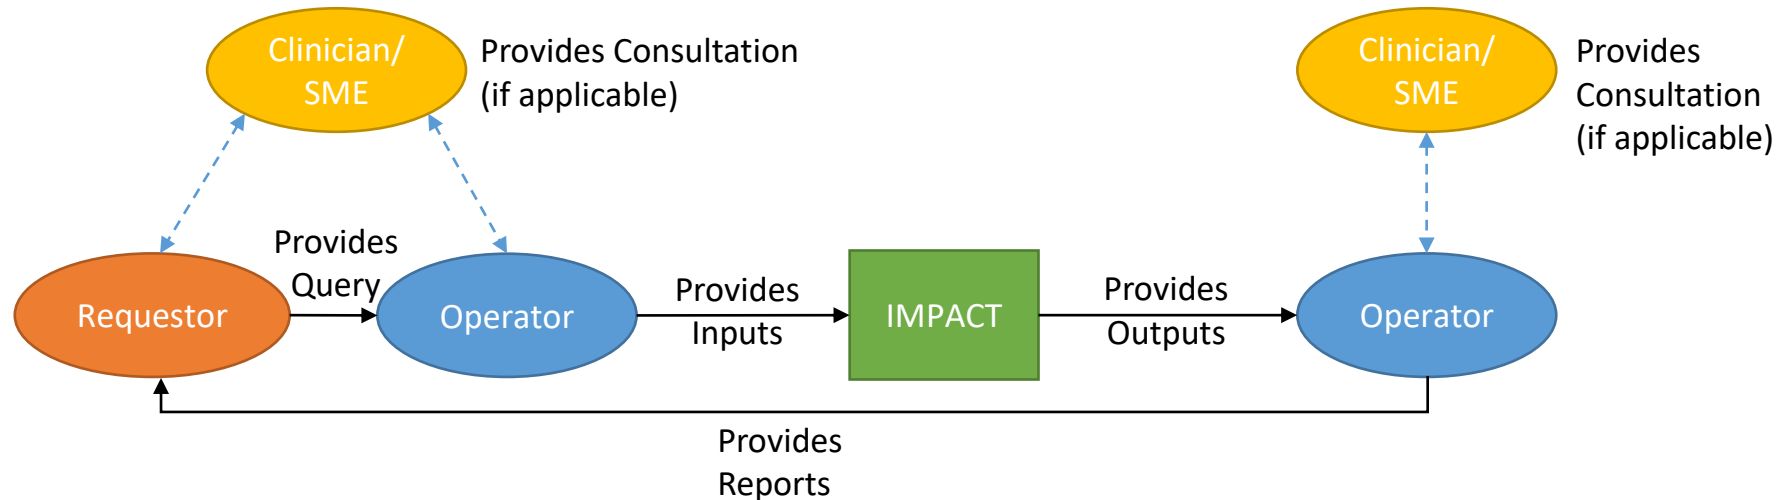 Clinician/
SME
Provides Consultation
(if applicable)
Clinician/
SME
Provides
Consultation
(if applicable)
Requestor
Provides
Query
Operator
Provides
Inputs
IMPACT
Provides
Outputs
Operator
Provides
Reports